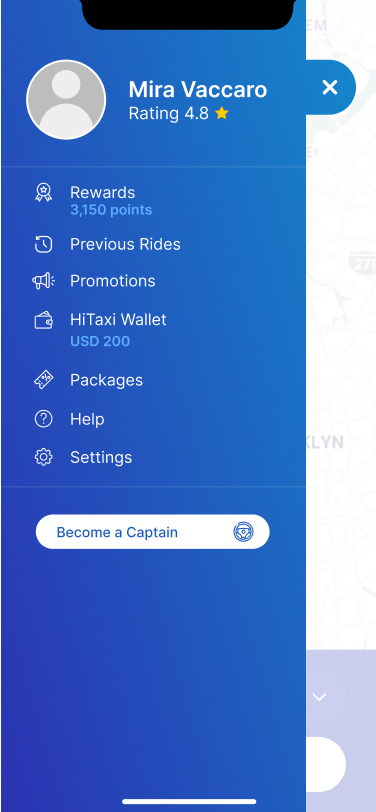 EM
Mira Vaccaro
Rating 4.8
Rewards
3,150 points
Previous Rides
278
Promotions
HiTaxi Wallet
USD 200
Packages
Help
KLYN
Settings
Become a Captain